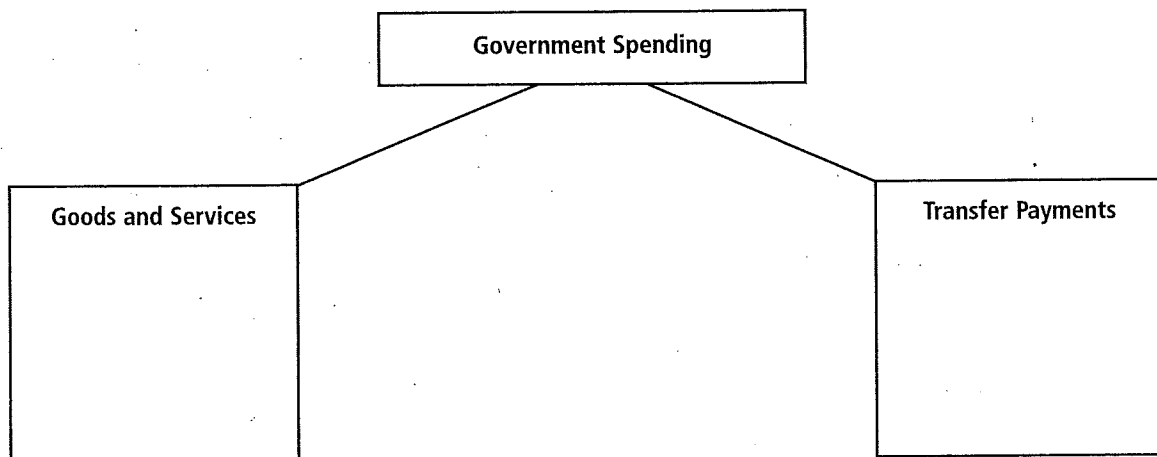 Government Spending
Goods and Services
Transfer Payments